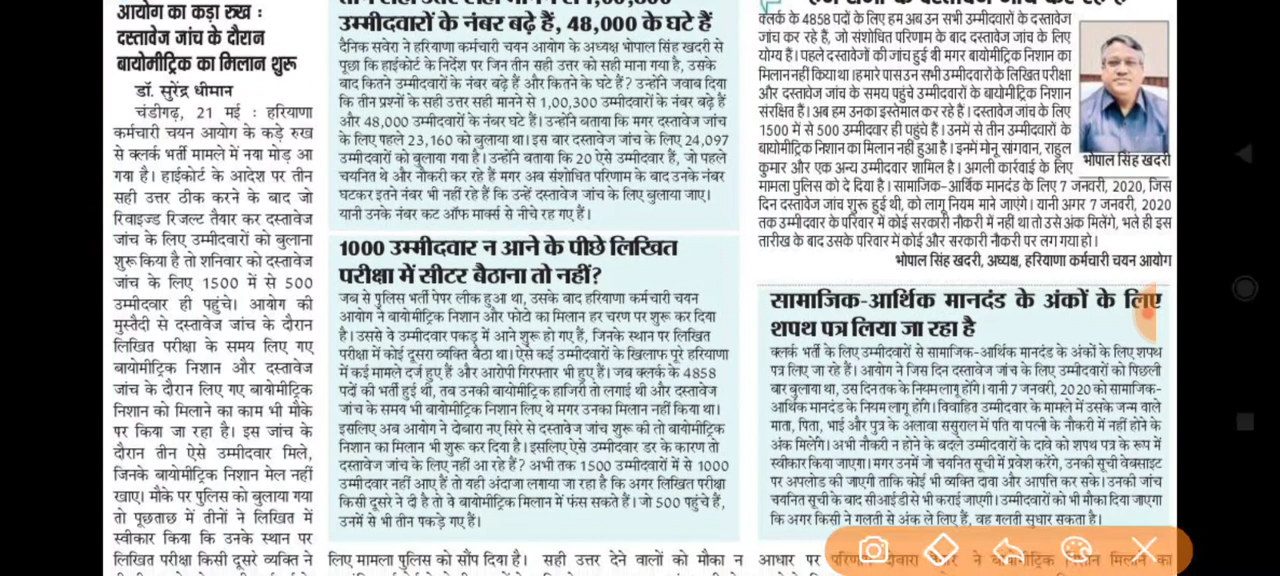 आयोग का कड़ा रुख :
दस्तावेज जांच के दौरान
बायोमीट्रिक का मिलान शुरू
डॉ. सुरेंद्र धीमान
चंडीगढ़, 21 मई : हरियाणा
कर्मचारी चयन आयोग के कड़े रुख
से क्लर्क भर्ती मामले में नया मोड़ आ
गया है। हाईकोर्ट के आदेश पर तीन
सही उत्तर ठीक करने के बाद जो
रिवाइज्ड रिजल्ट तैयार कर दस्तावेज
जांच के लिए उम्मीदवारों को बुलाना
शुरू किया है तो शनिवार को दस्तावेज
जांच के लिए 1500 में से 500
उम्मीदवार ही पहुंचे। आयोग की
मुस्तैदी से दस्तावेज जांच के दौरान
लिखित परीक्षा के समय लिए गए
बायोमीट्रिक निशान और दस्तावेज
जांच के दौरान लिए गए बायोमीट्रिक
निशान को मिलाने का काम भी मौके
पर किया जा रहा है। इस जांच के
दौरान तीन ऐसे उम्मीदवार मिले,
जिनके बायोमीट्रिक निशान मेल नहीं
खाए। मौके पर पुलिस को बुलाया गया
तो पूछताछ में तीनों ने लिखित में
स्वीकार किया कि उनके स्थान पर
लिखित परीक्षा किसी दूसरे व्यक्ति ने
उम्मीदवारों के नंबर बढ़े हैं, 48,000 के घटे हैं
दैनिक सवेरा ने हरियाणा कर्मचारी चयन आयोग के अध्यक्ष भोपाल सिंह खदरी से
पूछा कि हाईकोर्ट के निर्देश पर जिन तीन सही उत्तर को सही माना गया है, उसके
बाद कितने उम्मीदवारों के नंबर बढ़े हैं और कितने के घटे हैं? उन्होंने जवाब दिया
कि तीन प्रश्नों के सही उत्तर सही मानने से 1,00,300 उम्मीदवारों के नंबर बढ़े हैं
और 48,000 उम्मीदवारों के नंबर घटे हैं। उन्होंने बताया कि मगर दस्तावेज जांच
के लिए पहले 23,160 को बुलाया था। इस बार दस्तावेज जांच के लिए 24,097
उम्मीदवारों को बुलाया गया है। उन्होंने बताया कि 20 ऐसे उम्मीदवार हैं, जो पहले
चयनित थे और नौकरी कर रहे हैं मगर अब संशोधित परिणाम के बाद उनके नंबर
घटकर इतने नंबर भी नहीं रहे हैं कि उन्हें दस्तावेज जांच के लिए बुलाया जाए।
यानी उनके नंबर कट ऑफ मार्क्स से नीचे रह गए हैं।
1000 उम्मीदवार न आने के पीछे लिखित
परीक्षा में सीटर बैठाना तो नहीं?
जब से पुलिस भर्ती पेपर लीक हुआ था, उसके बाद हरियाणा कर्मचारी चयन
आयोग ने बायोमीट्रिक निशान और फोटो का मिलान हर चरण पर शुरू कर दिया
है। उससे वे उम्मीदवार पकड़ में आने शुरू हो गए हैं, जिनके स्थान पर लिखित
परीक्षा में कोई दूसरा व्यक्ति बैठा था। ऐसे कई उम्मीदवारों के खिलाफ पूरे हरियाणा
में कई मामले दर्ज हुए हैं और आरोपी गिरफ्तार भी हुए हैं। जब क्लर्क के 4858
पदों की भर्ती हुई थी, तब उनकी बायोमीट्रिक हाजिरी तो लगाई थी और दस्तावेज
जांच के समय भी बायोमीट्रिक निशान लिए थे मगर उनका मिलान नहीं किया था।
इसलिए अब आयोग ने दोबारा नए सिरे से दस्तावेज जांच शुरू की तो बायोमीट्रिक
निशान का मिलान भी शुरू कर दिया है। इसलिए ऐसे उम्मीदवार डर के कारण तो
दस्तावेज जांच के लिए नहीं आ रहे हैं? अभी तक 1500 उम्मीदवारों में से 1000
उम्मीदवार नहीं आए हैं तो यही अंदाजा लगाया जा रहा है कि अगर लिखित परीक्षा
किसी दूसरे ने दी है तो वे बायोमीट्रिक मिलान में फंस सकते हैं। जो 500 पहुंचे हैं,
उनमें से भी तीन पकड़े गए हैं।
लिए मामला पुलिस को सौंप दिया है।
सही उत्तर देने वालों को मौका न
क्लर्क के 4858 पदों के लिए हम अब उन सभी उम्मीदवारों के दस्तावेज
जांच कर रहे हैं, जो संशोधित परिणाम के बाद दस्तावेज जांच के लिए
योग्य हैं। पहले दस्तावेजों की जांच हुई थी मगर बायोमीट्रिक निशान का
मिलान नहीं किया था। हमारे पास उन सभी उम्मीदवारों के लिखित परीक्षा
और दस्तावेज जांच के समय पहुंचे उम्मीदवारों के बायोमीट्रिक निशान
संरक्षित हैं। अब हम उनका इस्तेमाल कर रहे हैं। दस्तावेज जांच के लिए
1500 में से 500 उम्मीदवार ही पहुंचे हैं। उनमें से तीन उम्मीदवारों के
बायोमीट्रिक निशान का मिलान नहीं हुआ है। इनमें मोनू सांगवान, राहुल
कुमार और एक अन्य उम्मीदवार शामिल है। अगली कार्रवाई के लिए
मामला पुलिस को दे दिया है। सामाजिक-आर्थिक मानदंड के लिए 7 जनवरी, 2020, जिस
दिन दस्तावेज जांच शुरू हुई थी, को लागू नियम माने जाएंगे। यानी अगर 7 जनवरी, 2020
तक उम्मीदवार के परिवार में कोई सरकारी नौकरी में नहीं था तो उसे अंक मिलेंगे, भले ही इस
तारीख के बाद उसके परिवार में कोई और सरकारी नौकरी पर लग गया हो।
भोपाल सिंह खदरी, अध्यक्ष, हरियाणा कर्मचारी चयन आयोग
भोपाल सिंह खदरी
सामाजिक-आर्थिक मानदंड के अंकों के लिए
शपथ पत्र लिया जा रहा है
क्लर्क भर्ती के लिए उम्मीदवारों से सामाजिक-आर्थिक मानदंड के अंकों के लिए शपथ
पत्र लिए जा रहे हैं। आयोग ने जिस दिन दस्तावेज जांच के लिए उम्मीदवारों को पिछली
बार बुलाया था, उस दिन तक के नियम लागू होंगे। यानी 7 जनवरी, 2020 को सामाजिक-
आर्थिक मानदंड के नियम लागू होंगे। विवाहित उम्मीदवार के मामले में उसके जन्म वाले
माता, पिता, भाई और पुत्र के अलावा ससुराल में पति या पत्नी के नौकरी में नहीं होने के
अंक मिलेंगे। अभी नौकरी न होने के बदले उम्मीदवारों के दावे को शपथ पत्र के रूप में
स्वीकार किया जाएगा। मगर उनमें जो चयनित सूची में प्रवेश करेंगे, उनकी सूची वेबसाइट
पर अपलोड की जाएगी ताकि कोई भी व्यक्ति दावा और आपत्ति कर सके। उनकी जांच
चयनित सूची के बाद सीआईडी से भी कराई जाएगी। उम्मीदवारों को भी मौका दिया जाएगा
कि अगर किसी ने गलती से अंक ले लिए हैं, वह गलती सुधार सकता है।
आधार पर